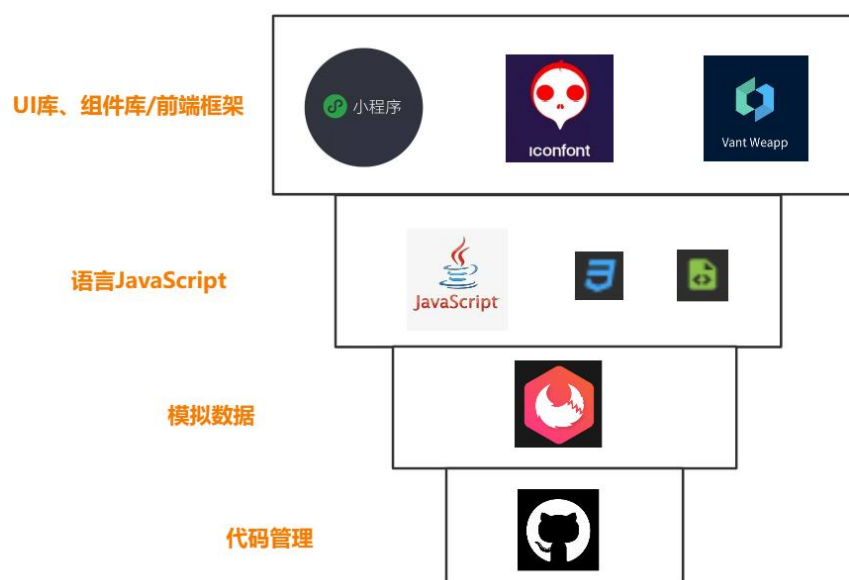 UI库、组件库/前端框架
小程序
iconfont
Vant Weapp
语言JavaScript
JavaScript
模拟数据
代码管理